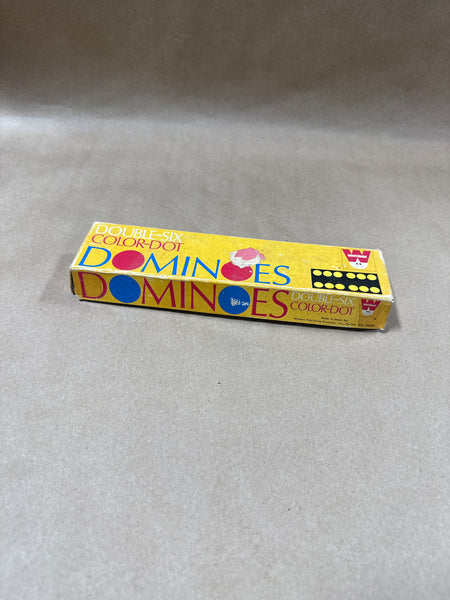 DOUBLE-SIX
COLOR-DOT
DOMINOES
W
DOMINOES
DOUBLE-SIX
COLOR-DOT
W